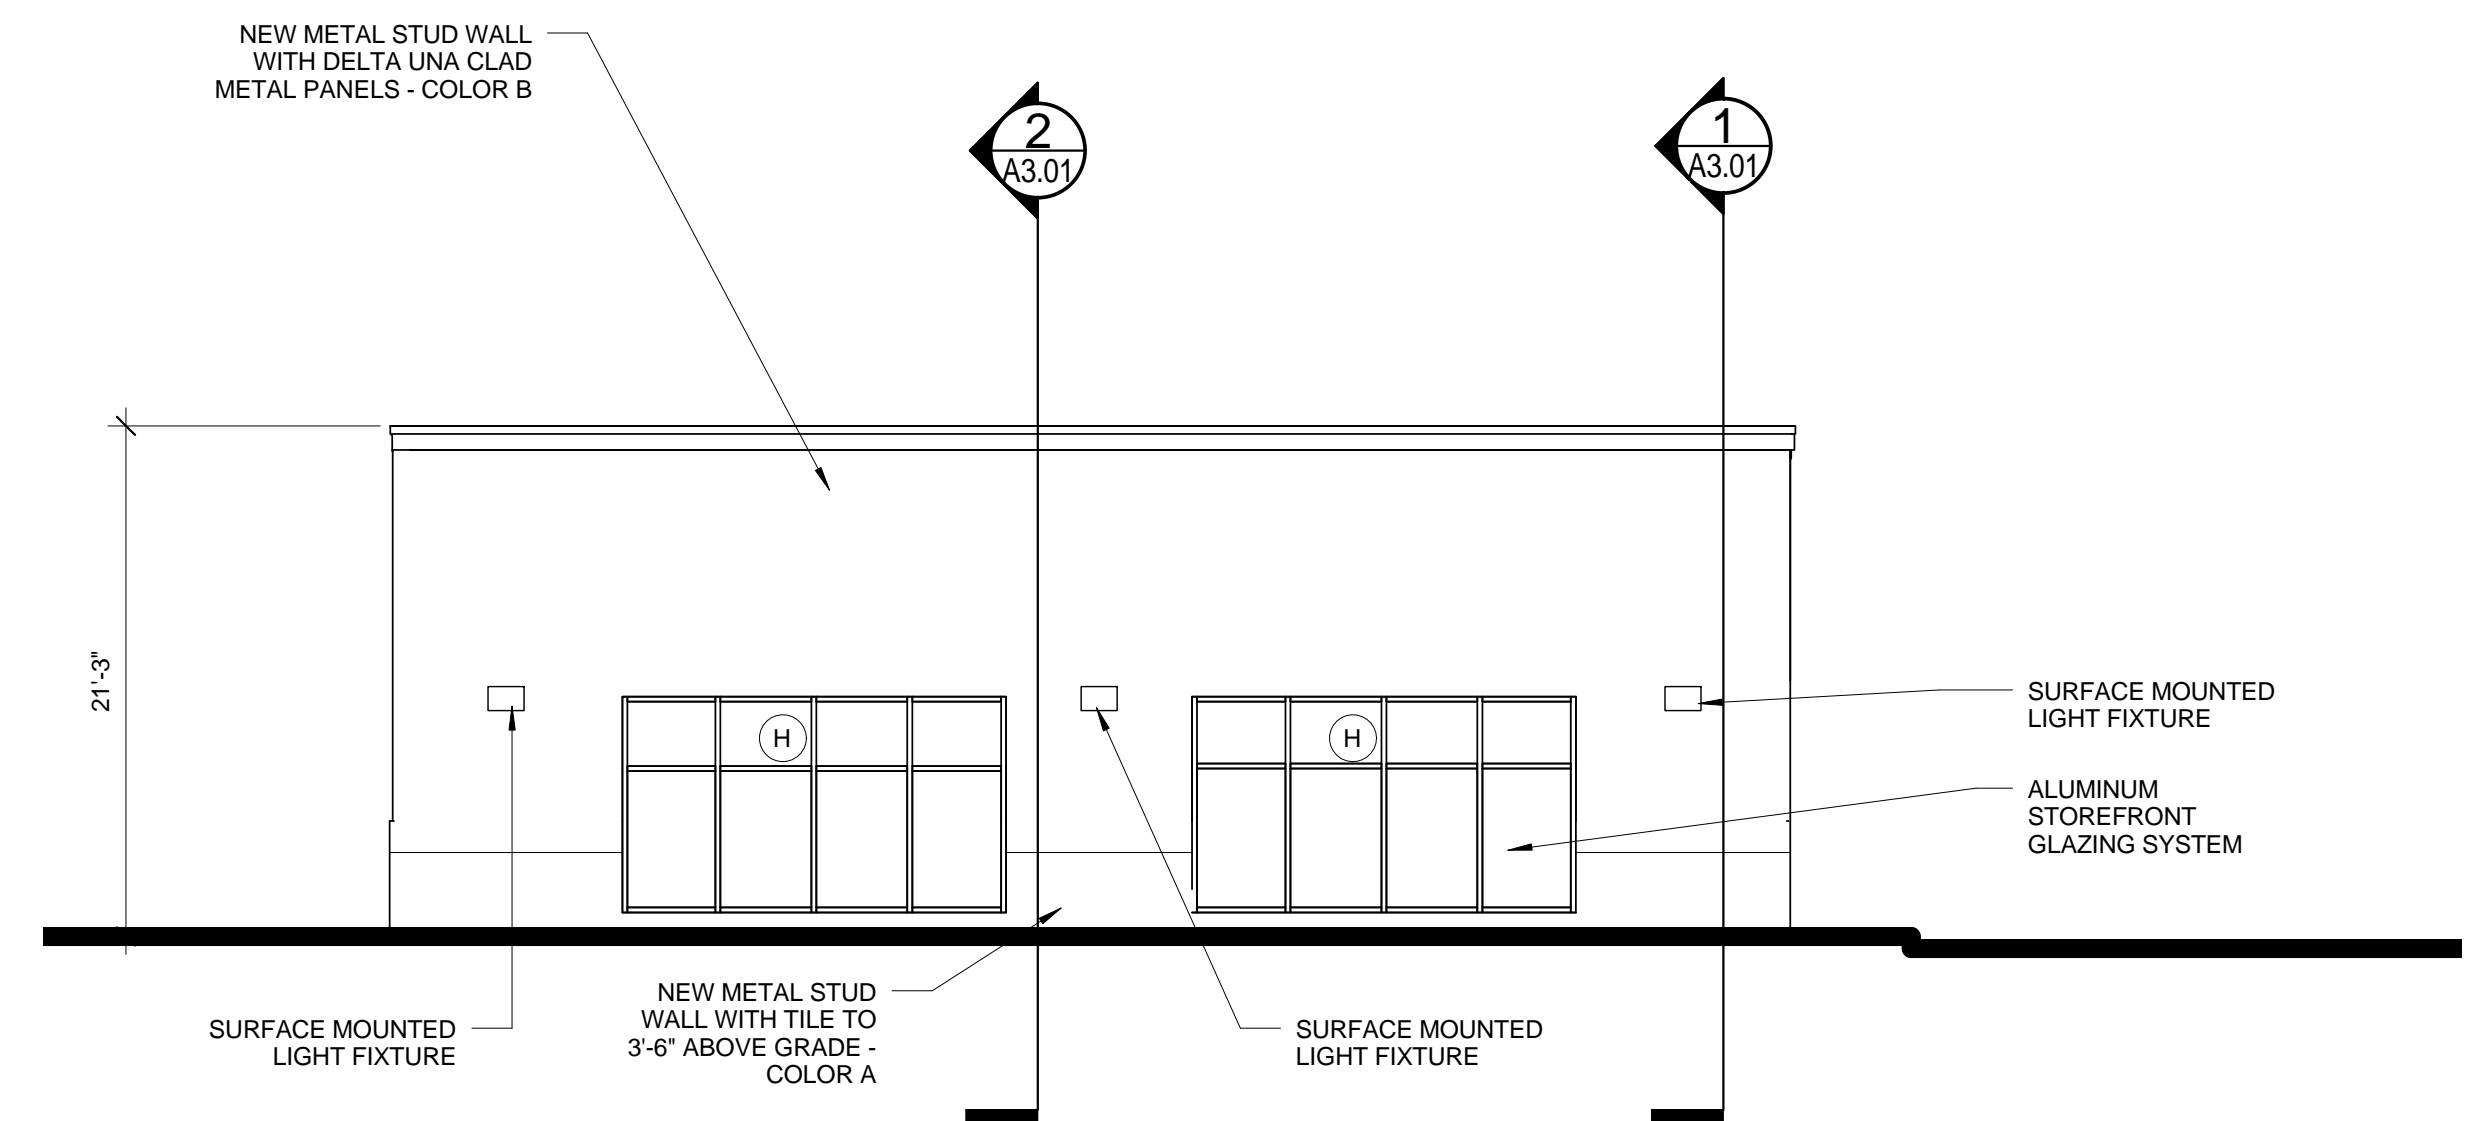 NEW METAL STUD WALL
WITH DELTA UNA CLAD
METAL PANELS - COLOR B
2
A3.01
1
A3.01
21'-3"
H
H
SURFACE MOUNTED
LIGHT FIXTURE
ALUMINUM
STOREFRONT
GLAZING SYSTEM
SURFACE MOUNTED
LIGHT FIXTURE
NEW METAL STUD
WALL WITH TILE TO
3'-6" ABOVE GRADE -
COLOR A
SURFACE MOUNTED
LIGHT FIXTURE